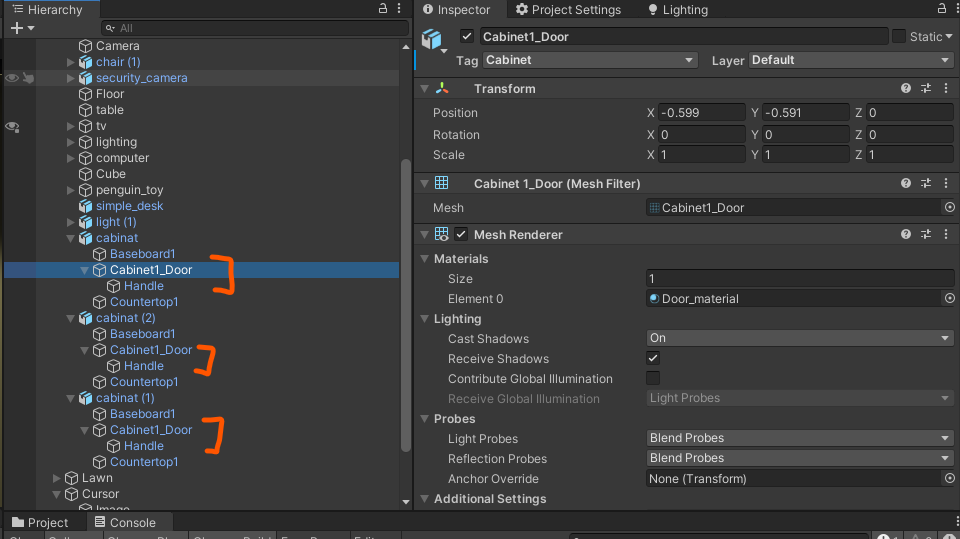 Hierarchy
All
Camera
chair (1)
security_camera
Floor
table
tv
lighting
computer
Cube
penguin_toy
simple_desk
light (1)
cabinat
Baseboard1
Cabinet1_Door
Handle
Countertop1
cabinat (2)
Baseboard1
Cabinet1_Door
Handle
Countertop1
cabinat (1)
Baseboard1
Cabinet1_Door
Handle
Countertop1
Lawn
Cursor
Image
Project Console
Inspector Project Settings Lighting
Cabinet1_Door Static
Tag Cabinet Layer Default
Transform
Position X -0.599 Y -0.591 Z 0
Rotation X 0 Y 0 Z 0
Scale X 1 Y 1 Z 1
Cabinet 1_Door (Mesh Filter)
Mesh Cabinet1_Door
Mesh Renderer
Materials
Size 1
Element 0 Door_material
Lighting
Cast Shadows On
Receive Shadows
Contribute Global Illumination
Receive Global Illumination Light Probes
Probes
Light Probes Blend Probes
Reflection Probes Blend Probes
Anchor Override None (Transform)
Additional Settings